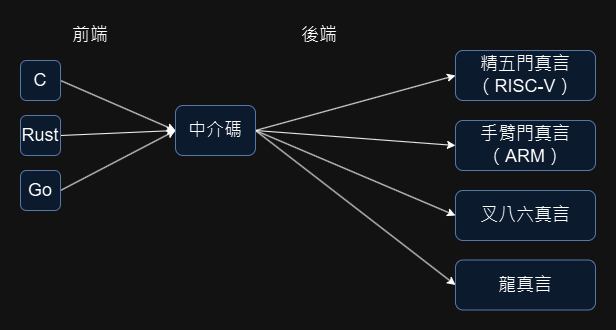 前端
後端
C
Rust
Go
中介碼
精五門真言
（RISC-V）
手臂門真言
（ARM）
叉八六真言
龍真言